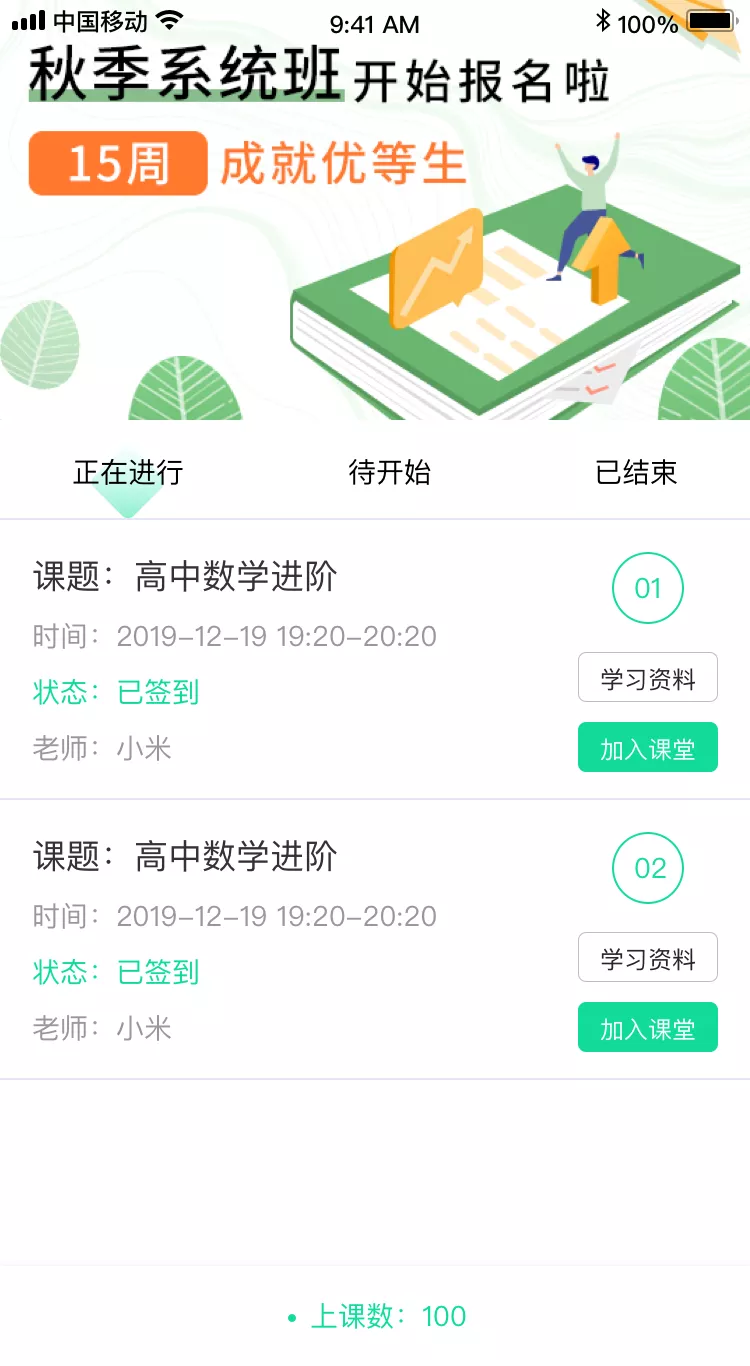 中国移动 9:41 AM 100%
秋季系统班开始报名啦
15周 成就优等生
正在进行 待开始 已结束
课题：高中数学进阶
01
时间：2019-12-19 19:20-20:20
学习资料
状态：已签到
老师：小米
加入课堂
课题：高中数学进阶
02
时间：2019-12-19 19:20-20:20
学习资料
状态：已签到
老师：小米
加入课堂
• 上课数：100